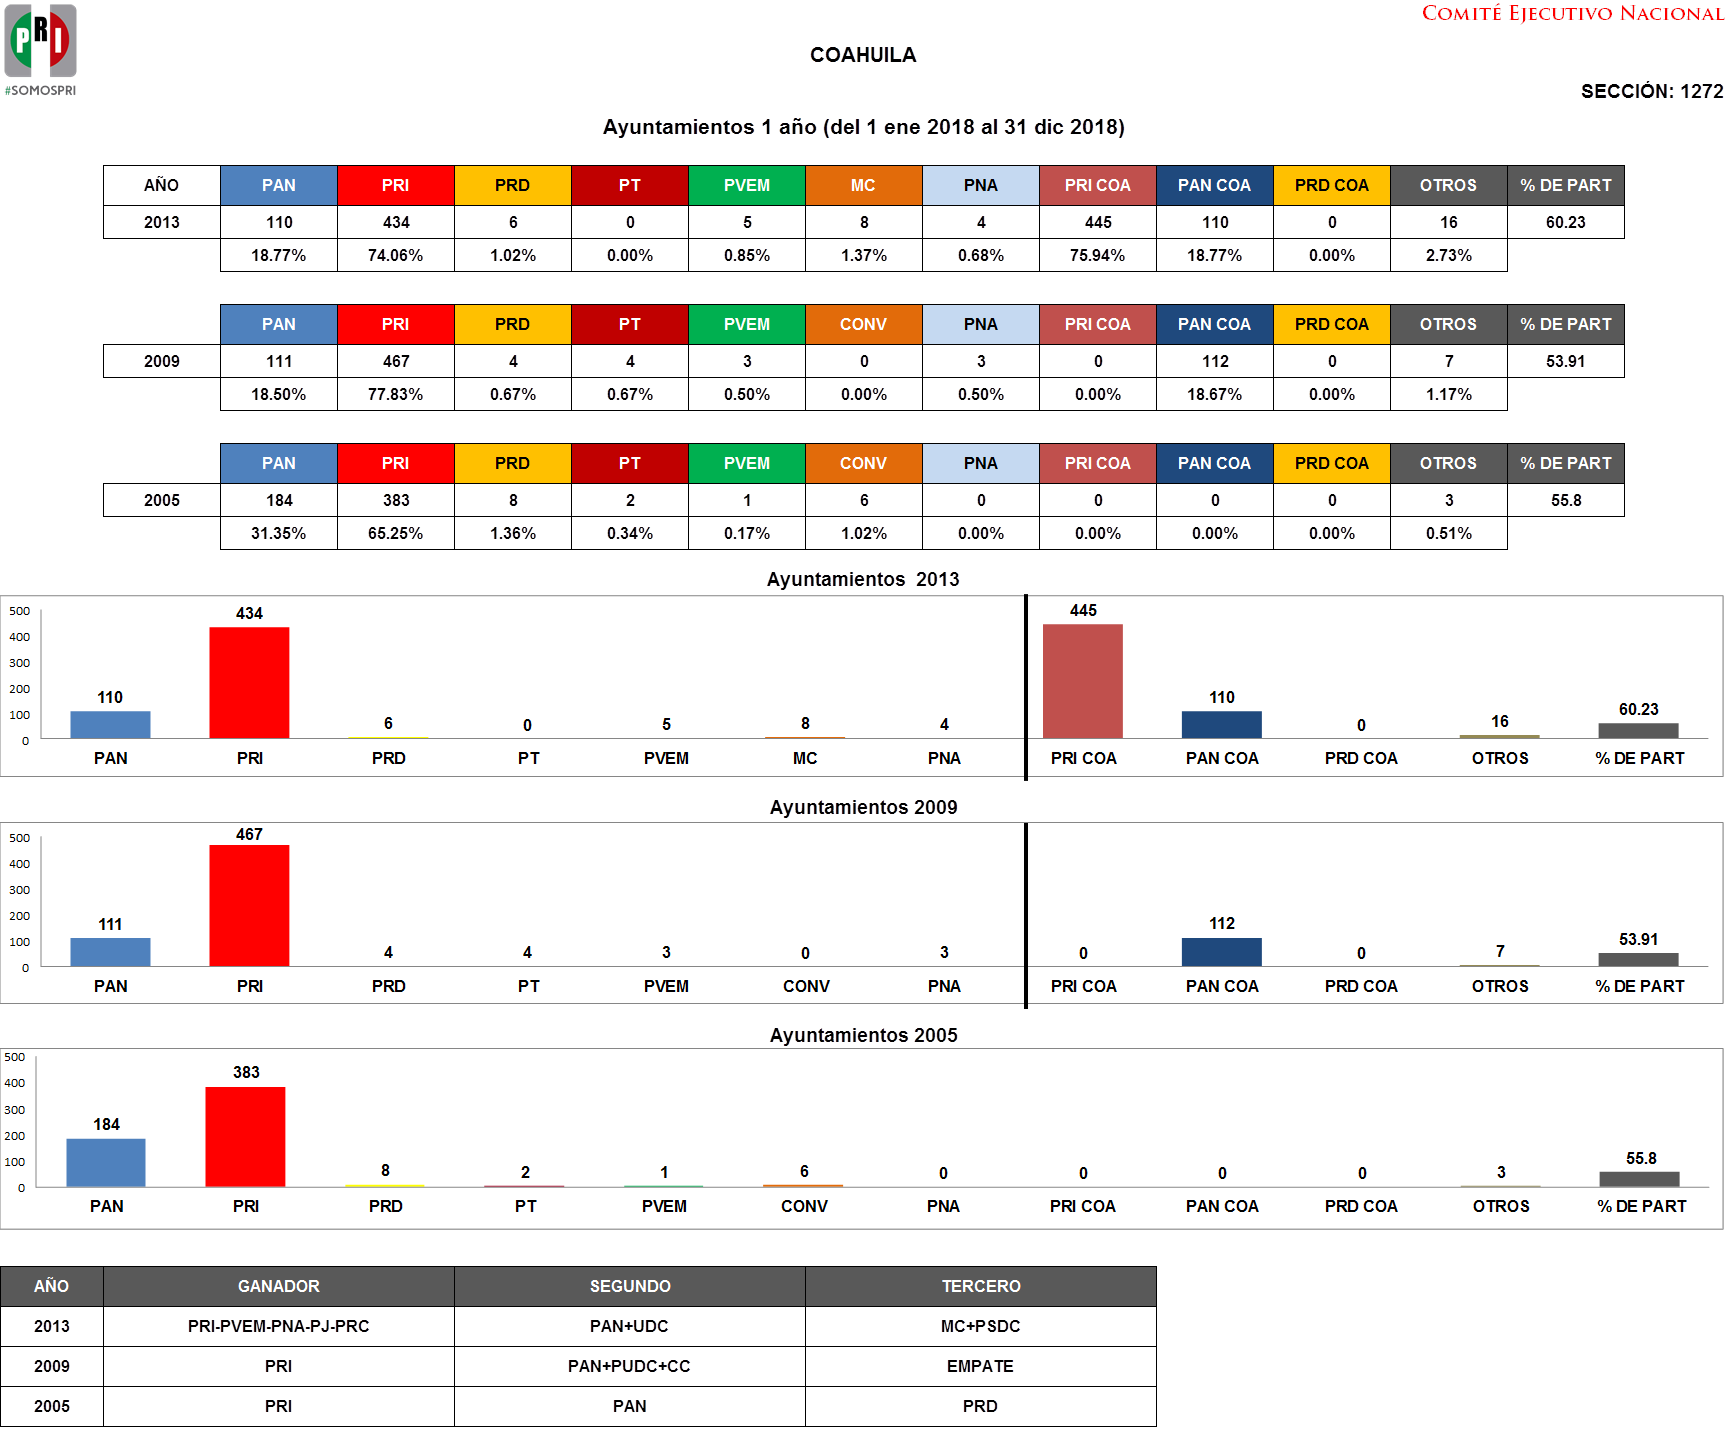 COMITÉ EJECUTIVO NACIONAL
PRI
#SOMOSPRI
COAHUILA
SECCIÓN: 1272
Ayuntamientos 1 año (del 1 ene 2018 al 31 dic 2018)
AÑO PAN PRI PRD PT PVEM MC PNA PRI COA PAN COA PRD COA OTROS % DE PART
2013 110 434 6 0 5 8 4 445 110 0 16 60.23
18.77% 74.06% 1.02% 0.00% 0.85% 1.37% 0.68% 75.94% 18.77% 0.00% 2.73%
PAN PRI PRD PT PVEM CONV PNA PRI COA PAN COA PRD COA OTROS % DE PART
2009 111 467 4 4 3 0 3 0 112 0 7 53.91
18.50% 77.83% 0.67% 0.67% 0.50% 0.00% 0.50% 0.00% 18.67% 0.00% 1.17%
PAN PRI PRD PT PVEM CONV PNA PRI COA PAN COA PRD COA OTROS % DE PART
2005 184 383 8 2 1 6 0 0 0 0 3 55.8
31.35% 65.25% 1.36% 0.34% 0.17% 1.02% 0.00% 0.00% 0.00% 0.00% 0.51%
Ayuntamientos 2013
500
400
300
200
100
0
110 434 6 0 5 8 4 445 110 0 16 60.23
PAN PRI PRD PT PVEM MC PNA PRI COA PAN COA PRD COA OTROS % DE PART
Ayuntamientos 2009
500
400
300
200
100
0
111 467 4 4 3 0 3 0 112 0 7 53.91
PAN PRI PRD PT PVEM CONV PNA PRI COA PAN COA PRD COA OTROS % DE PART
Ayuntamientos 2005
500
400
300
200
100
0
184 383 8 2 1 6 0 0 0 0 3 55.8
PAN PRI PRD PT PVEM CONV PNA PRI COA PAN COA PRD COA OTROS % DE PART
AÑO GANADOR SEGUNDO TERCERO
2013 PRI-PVEM-PNA-PJ-PRC PAN+UDC MC+PSDC
2009 PRI PAN+PUDC+CC EMPATE
2005 PRI PAN PRD